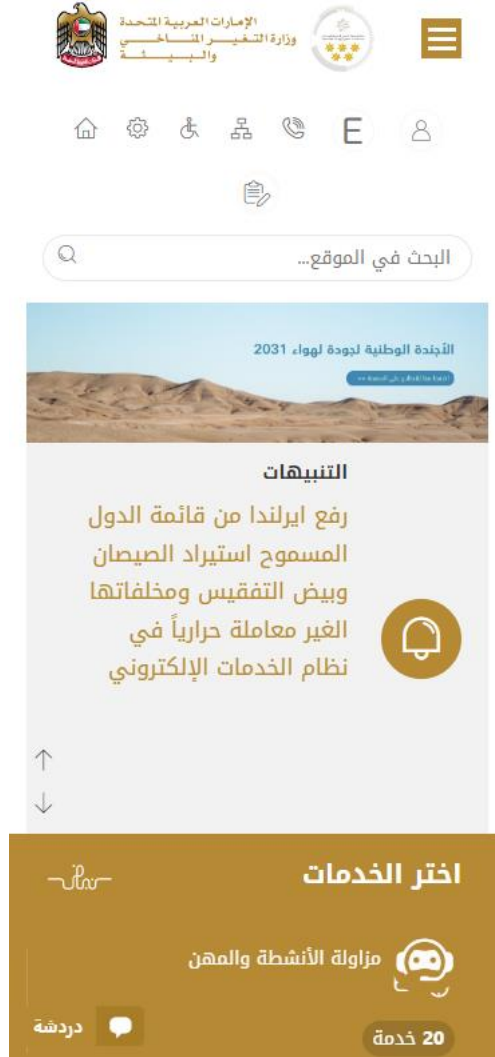 الإمارات العربية المتحدة
وزارة التغير المناخي
والبيئة
E
البحث في الموقع...
الأجندة الوطنية لجودة لهواء 2031
التنبيهات
رفع ايرلندا من قائمة الدول
المسموح استيراد الصيصان
وبيض التفقيس ومخلفاتها
الغير معاملة حرارياً في
نظام الخدمات الإلكتروني
اختر الخدمات
مزاولة الأنشطة والمهن
20 خدمة
دردشة